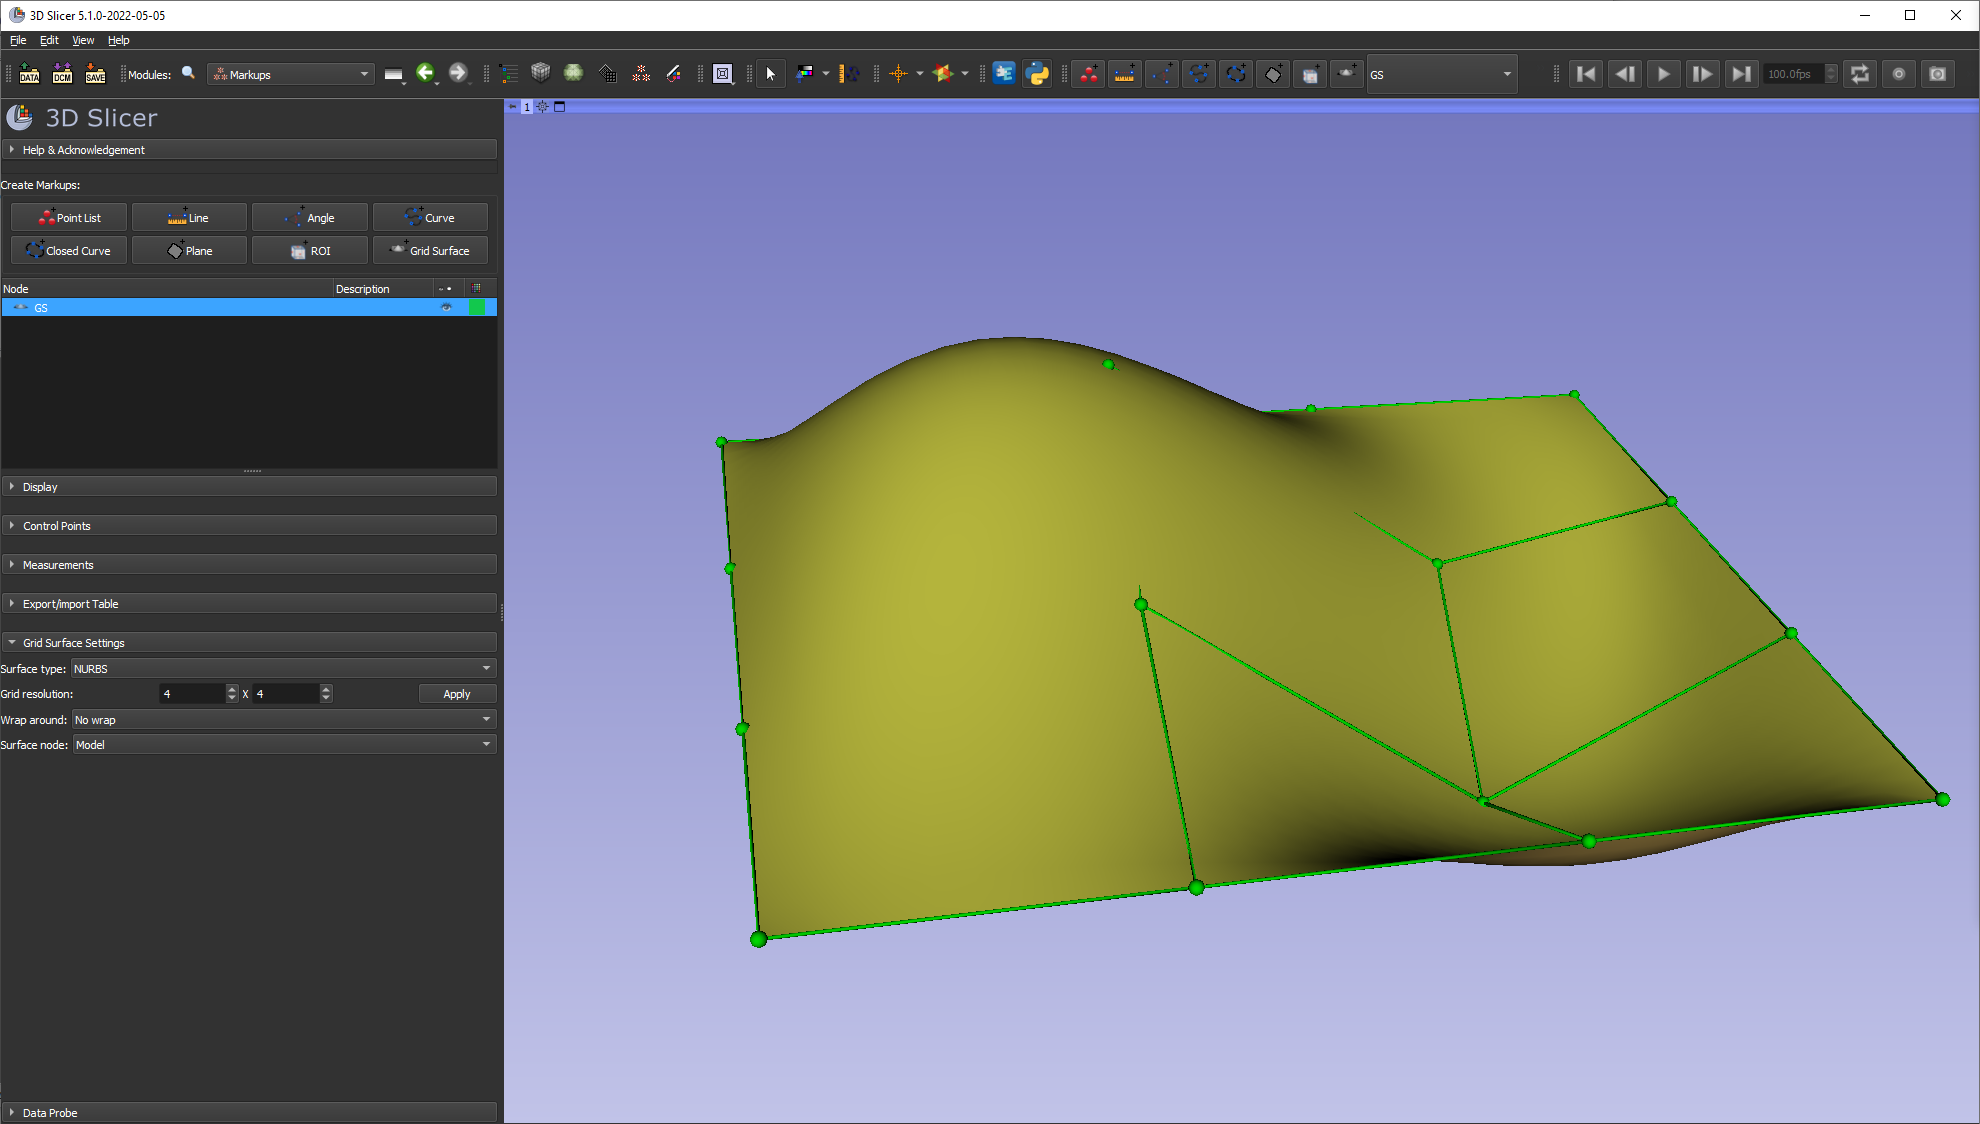 3D Slicer 5.1.0-2022-05-05
File Edit View Help
DATA DCM SAVE Modules: Markups GS 100.0fps
1
3D Slicer
Help & Acknowledgement
Create Markups:
Point List Line Angle Curve
Closed Curve Plane ROI Grid Surface
Node Description
GS
Display
Control Points
Measurements
Export/import Table
Grid Surface Settings
Surface type: NURBS
Grid resolution: 4 X 4 Apply
Wrap around: No wrap
Surface node: Model
Data Probe